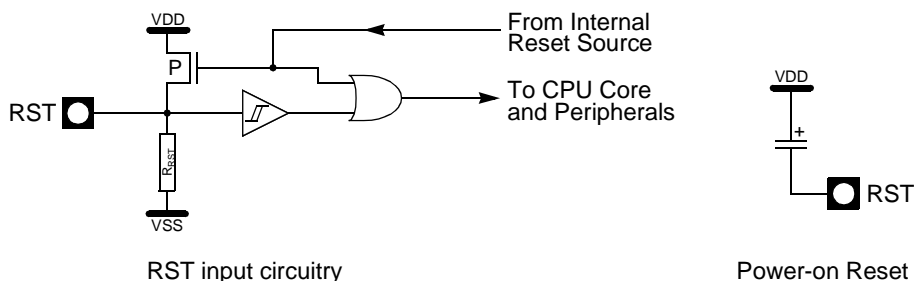 VDD
From Internal
Reset Source
P
To CPU Core
and Peripherals
RST
RRST
VSS
VDD
+
RST
RST input circuitry
Power-on Reset